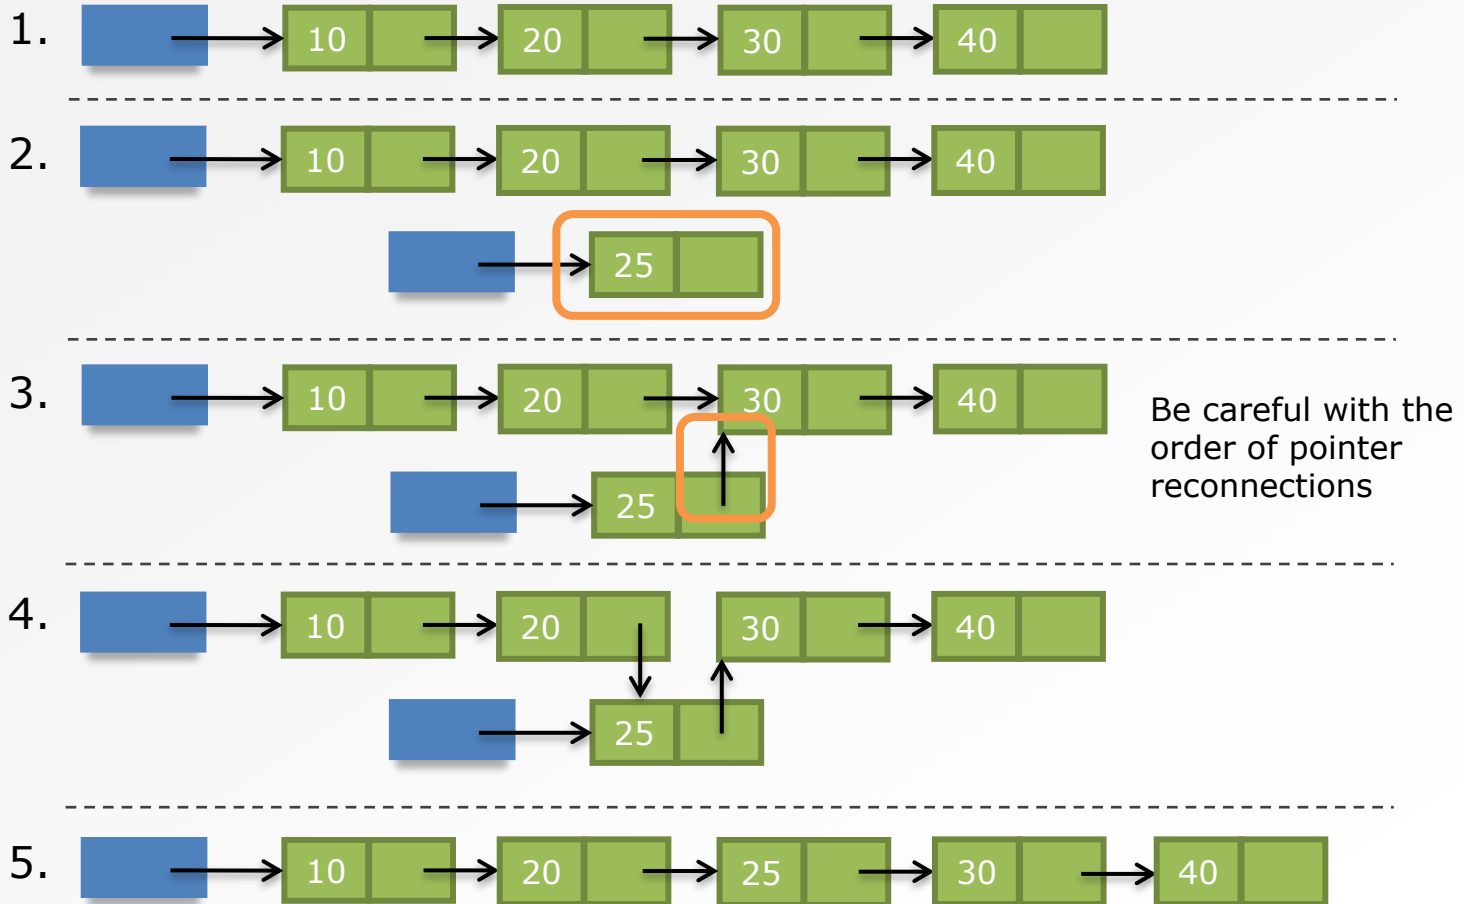 1. 10 20 30 40
2. 10 20 30 40
25
3. 10 20 30 40
25
Be careful with the
order of pointer
reconnections
4. 10 20 30 40
25
5. 10 20 25 30 40